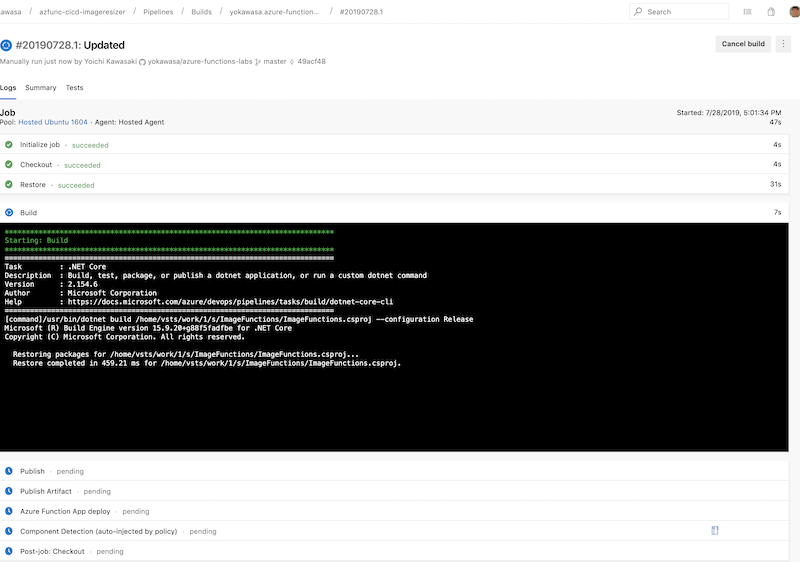 awasa / azfunc-cicd-imageresizer / Pipelines / Builds / yokawasa.azure-function... / #20190728.1
Search
#20190728.1: Updated
Cancel build
Manually run just now by Yoichi Kawasaki yokawasa/azure-functions-labs master 49acf48
Logs Summary Tests
Job
Started: 7/28/2019, 5:01:34 PM
Pool: Hosted Ubuntu 1604 · Agent: Hosted Agent
47s
Initialize job · succeeded 4s
Checkout · succeeded 4s
Restore · succeeded 31s
Build 7s
******************************************************************************
Starting: Build
******************************************************************************
==============================================================================
Task : .NET Core
Description : Build, test, package, or publish a dotnet application, or run a custom dotnet command
Version : 2.154.6
Author : Microsoft Corporation
Help : https://docs.microsoft.com/azure/devops/pipelines/tasks/build/dotnet-core-cli
==============================================================================
[command]/usr/bin/dotnet build /home/vsts/work/1/s/ImageFunctions/ImageFunctions.csproj --configuration Release
Microsoft (R) Build Engine version 15.9.20+g88f5fadfbe for .NET Core
Copyright (C) Microsoft Corporation. All rights reserved.
Restoring packages for /home/vsts/work/1/s/ImageFunctions/ImageFunctions.csproj...
Restore completed in 459.21 ms for /home/vsts/work/1/s/ImageFunctions/ImageFunctions.csproj.
Publish · pending
Publish Artifact · pending
Azure Function App deploy · pending
Component Detection (auto-injected by policy) · pending
Post-job: Checkout · pending